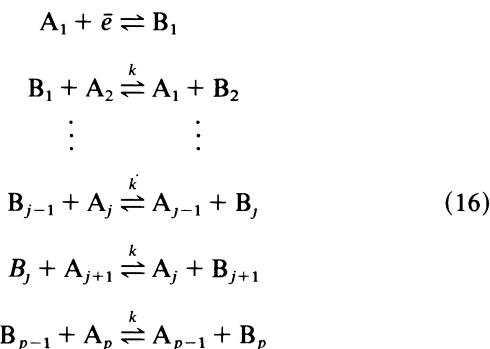 A₁ + ē ⇌ B₁
B₁ + A₂ ⇌ᵏ A₁ + B₂
⋮ ⋮
Bⱼ₋₁ + Aⱼ ⇌ᵏ Aⱼ₋₁ + Bⱼ (16)
Bⱼ + Aⱼ₊₁ ⇌ᵏ Aⱼ + Bⱼ₊₁
Bₚ₋₁ + Aₚ ⇌ᵏ Aₚ₋₁ + Bₚ